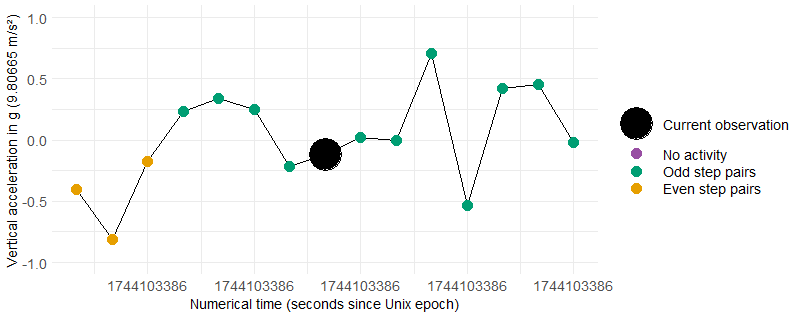 Vertical acceleration in g (9.80665 m/s²)
1.0
0.5
0.0
-0.5
-1.0
1744103386 1744103386 1744103386 1744103386 1744103386
Numerical time (seconds since Unix epoch)
Current observation
No activity
Odd step pairs
Even step pairs